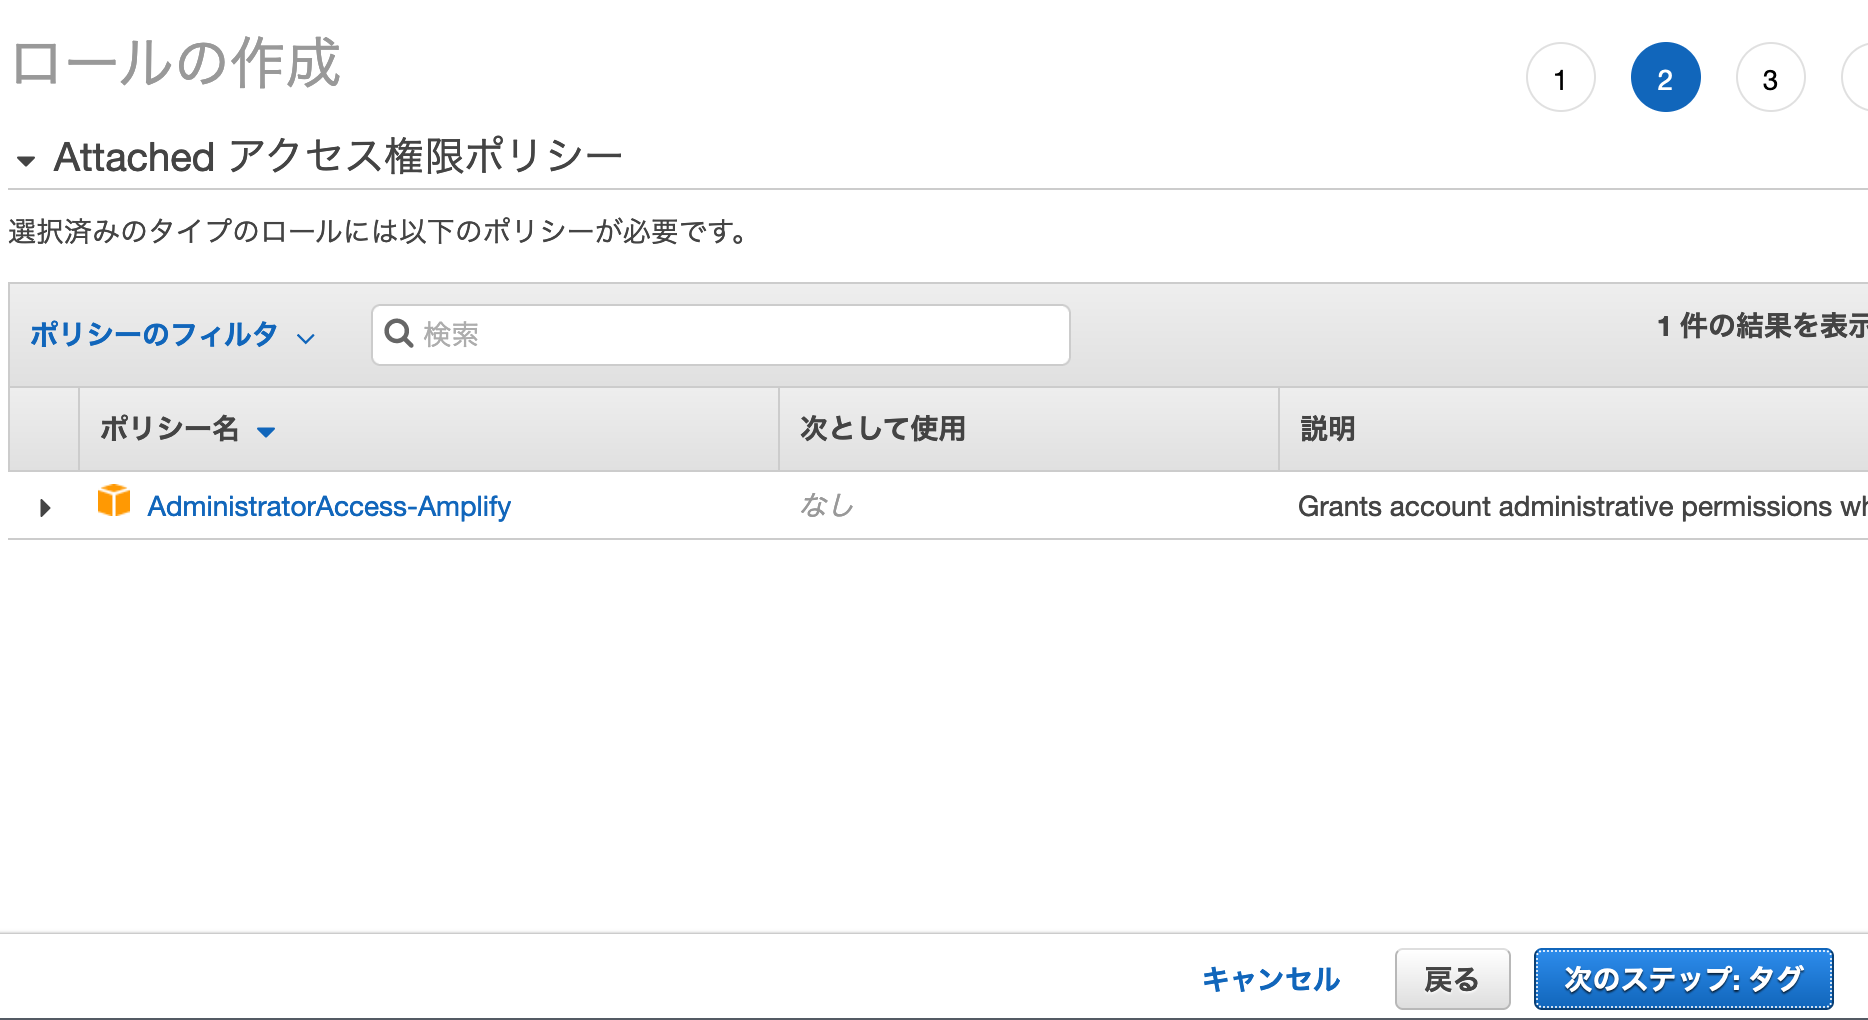 ロールの作成
1 2 3
Attached アクセス権限ポリシー
選択済みのタイプのロールには以下のポリシーが必要です。
ポリシーのフィルタ 検索 1 件の結果を表示
ポリシー名 次として使用 説明
AdministratorAccess-Amplify なし Grants account administrative permissions wh
キャンセル 戻る 次のステップ: タグ